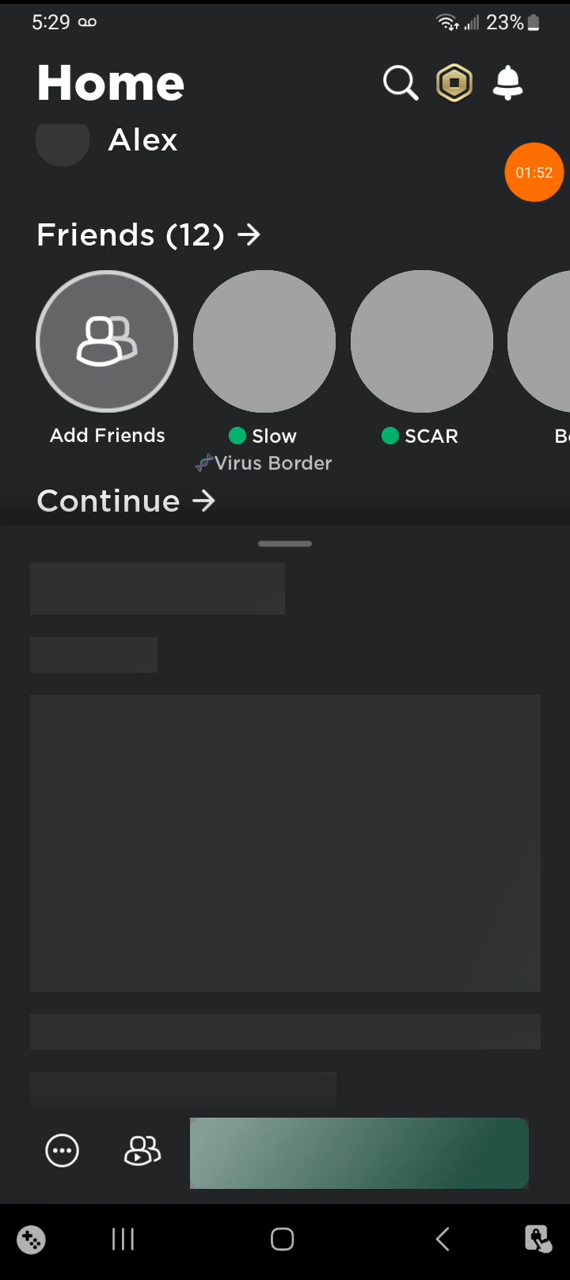 5:29
23%
Home
Alex
01:52
Friends (12)
Add Friends
Slow
SCAR
Virus Border
Continue